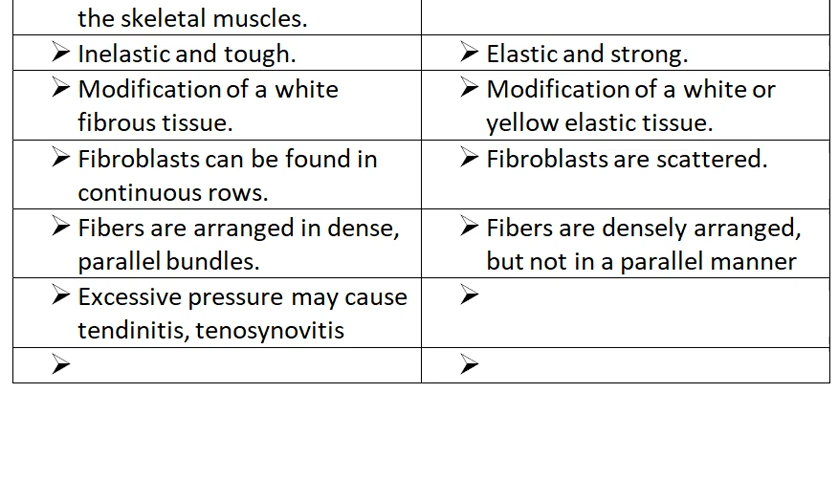 the skeletal muscles.
➢ Inelastic and tough.
➢ Elastic and strong.
➢ Modification of a white
fibrous tissue.
➢ Modification of a white or
yellow elastic tissue.
➢ Fibroblasts can be found in
continuous rows.
➢ Fibroblasts are scattered.
➢ Fibers are arranged in dense,
parallel bundles.
➢ Fibers are densely arranged,
but not in a parallel manner
➢ Excessive pressure may cause
tendinitis, tenosynovitis
➢
➢
➢